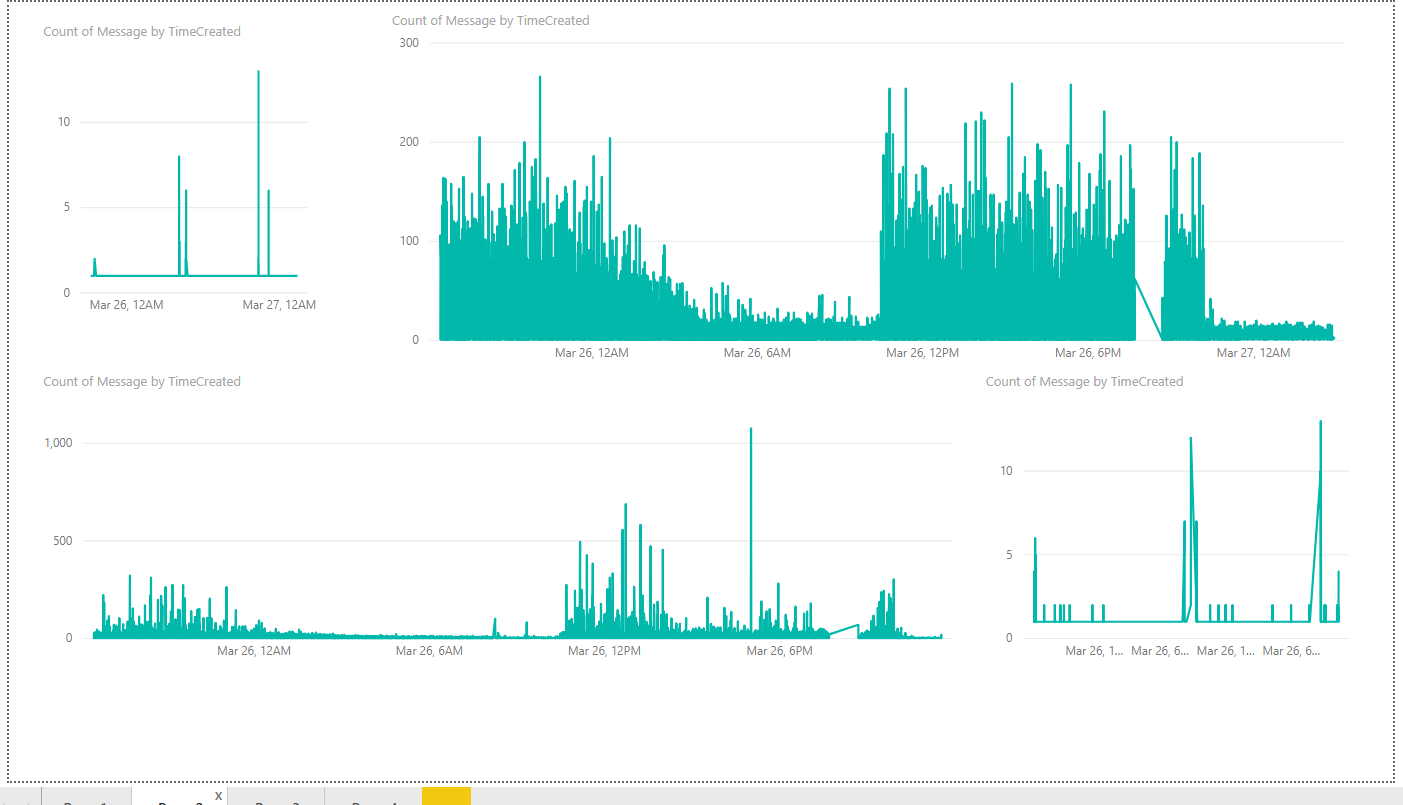 Count of Message by TimeCreated
10
5
0
Mar 26, 12AM Mar 27, 12AM
Count of Message by TimeCreated
300
200
100
0
Mar 26, 12AM Mar 26, 6AM Mar 26, 12PM Mar 26, 6PM Mar 27, 12AM
Count of Message by TimeCreated
1,000
500
0
Mar 26, 12AM Mar 26, 6AM Mar 26, 12PM Mar 26, 6PM
Count of Message by TimeCreated
10
5
0
Mar 26, 1... Mar 26, 6... Mar 26, 1... Mar 26, 6...
X